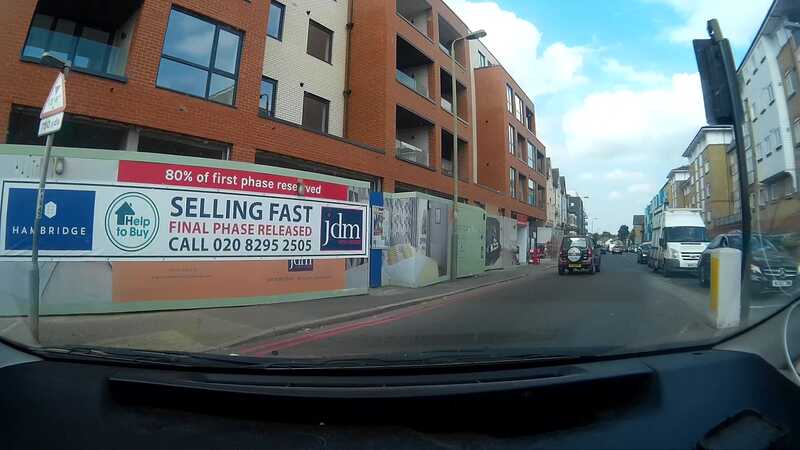 80% of first phase reserved
HAMBRIDGE
Help
to Buy
SELLING FAST
FINAL PHASE RELEASED
CALL 020 8295 2505
jdm
jdm